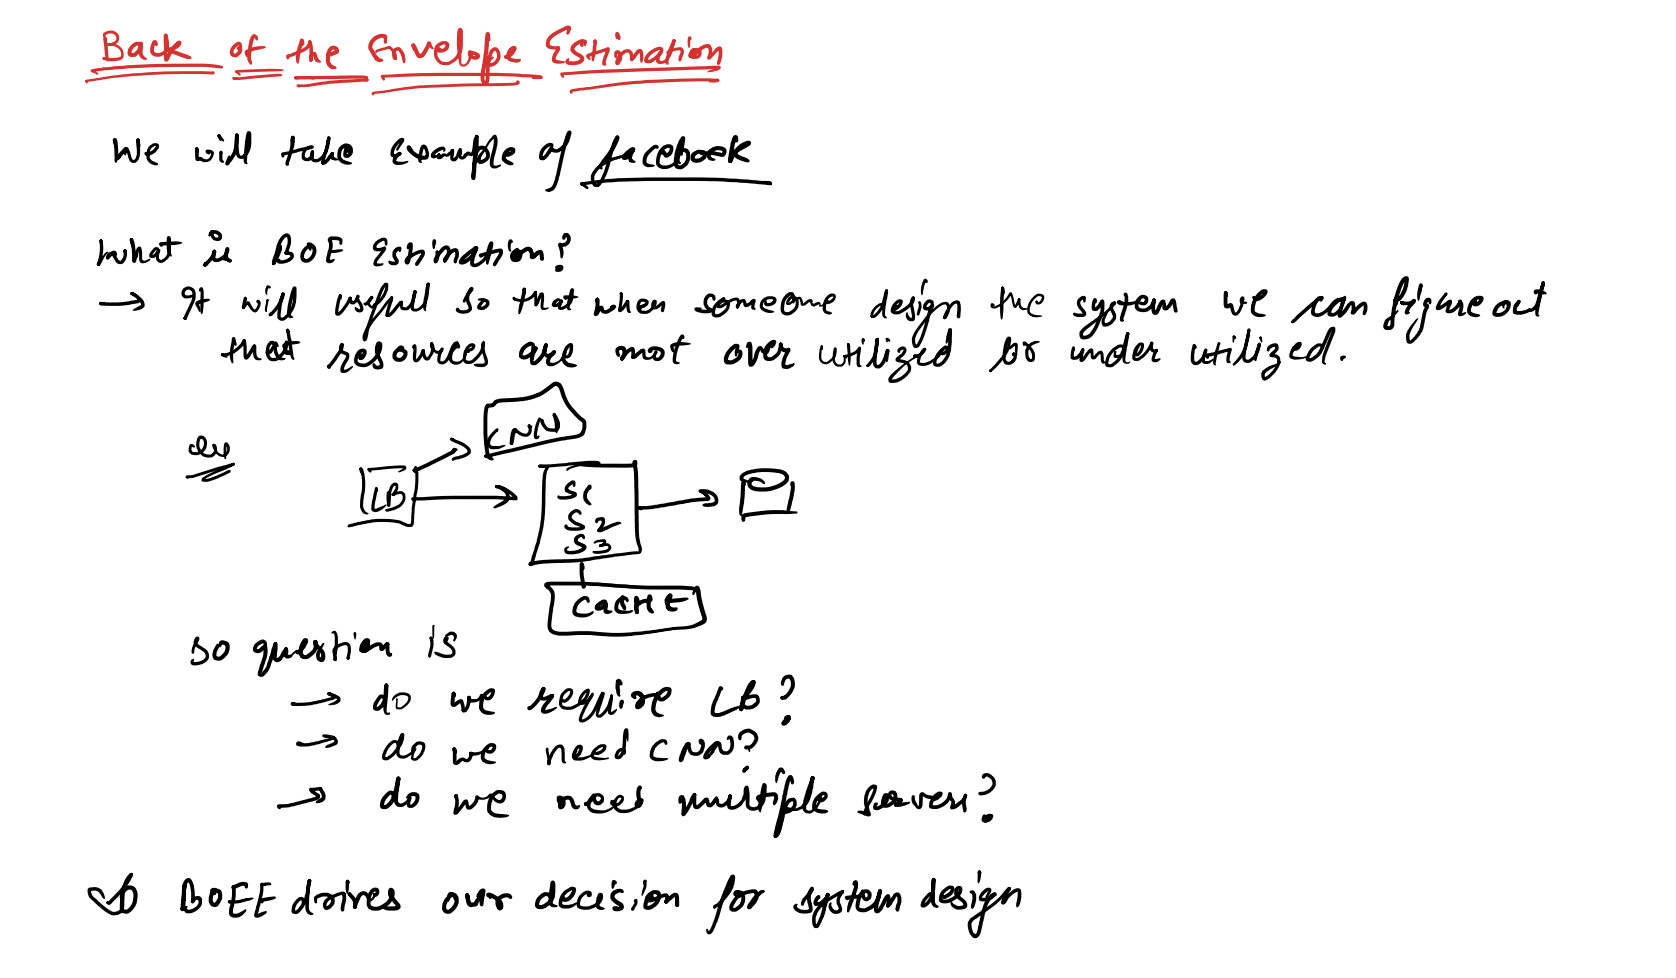 Back of the Envelope Estimation
We will take example of facebook
what is BOE Estimation?
→ It will usefull so that when someone design the system we can figure out
that resources are not over utilized or under utilized.
CNN
LB
S1
S2
S3
CACHE
so question is
→ do we require LB?
→ do we need CNN?
→ do we need multiple servers?
BOEE drives our decision for system design